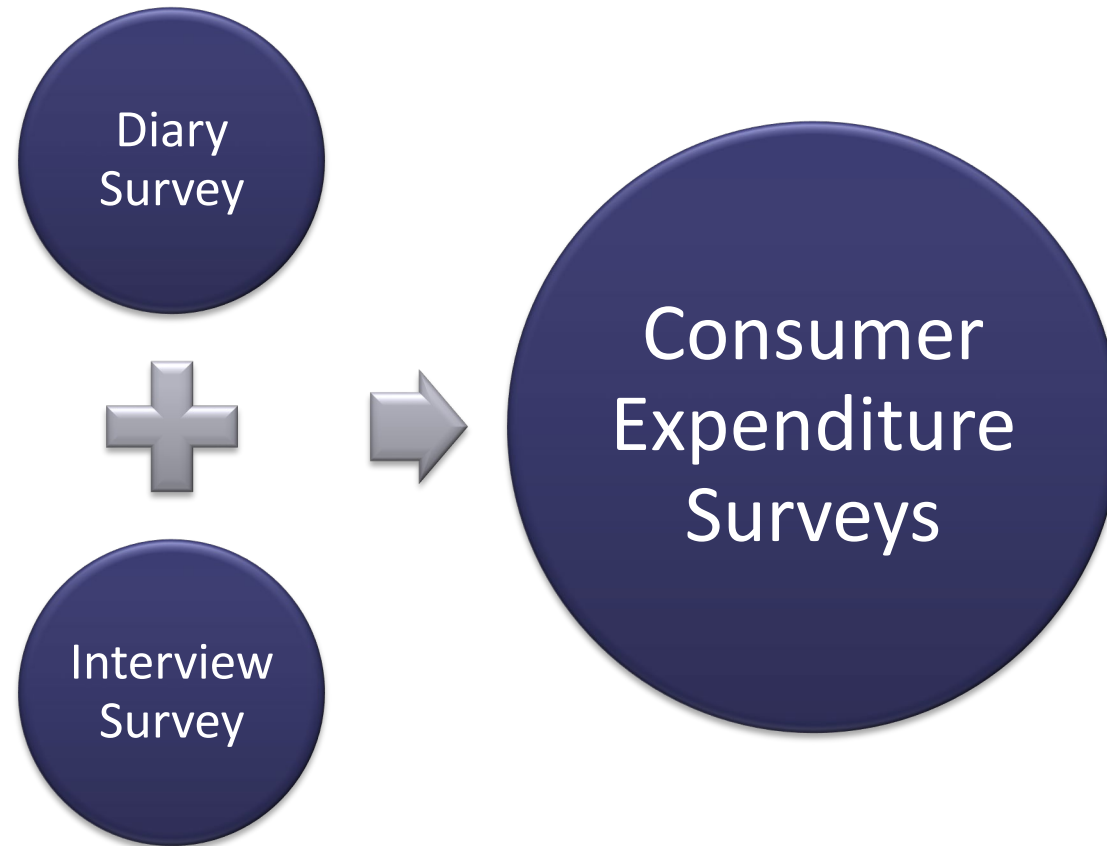 Diary
Survey
Interview
Survey
Consumer
Expenditure
Surveys